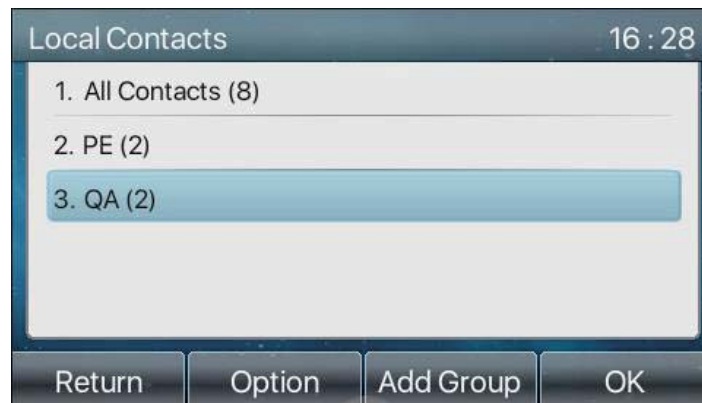 Local Contacts 16 : 28
1. All Contacts (8)
2. PE (2)
3. QA (2)
Return Option Add Group OK